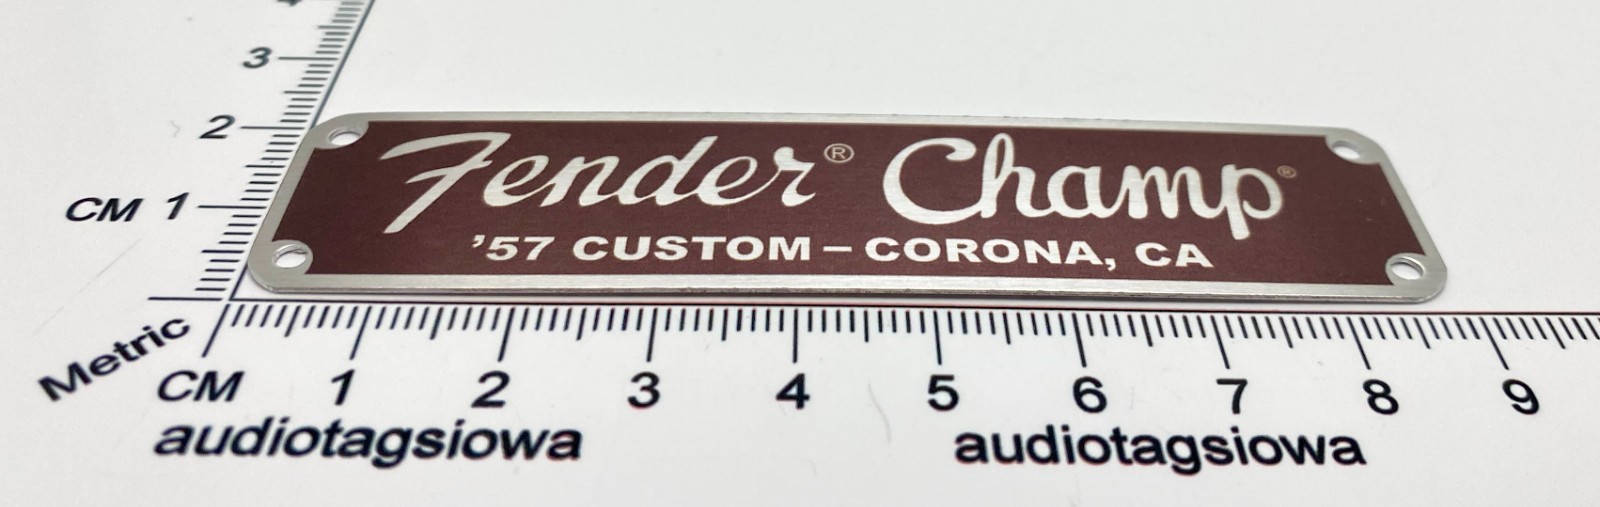 4
3
2
CM 1
Fender® Champ®
’57 CUSTOM – CORONA, CA
Metric
CM 1 2 3 4 5 6 7 8 9
audiotagsiowa audiotagsiowa